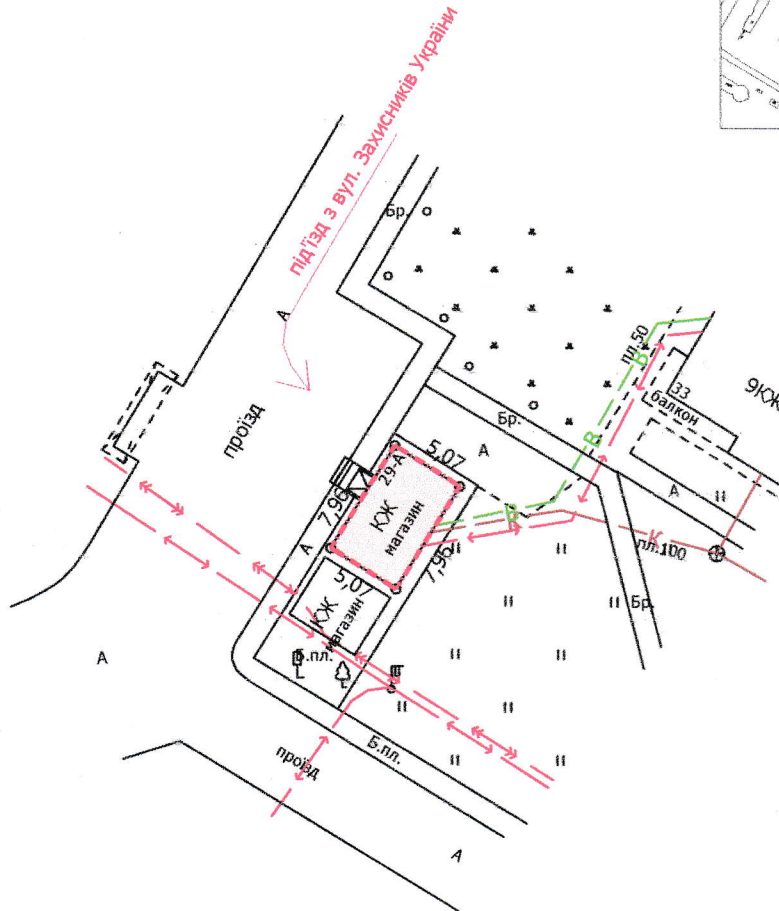 під'їзд з вул. Захисників України
Бр.
А
проїзд
пл.50
В
33
балкон
9КЖ
Бр.
А
5,07
29-А
7,96
КЖ
магазин
7,95
В
В
А
К
пл.100
Бр.
А
5,07
КЖ
магазин
Б.пл.
А
Б.пл.
проїзд
А